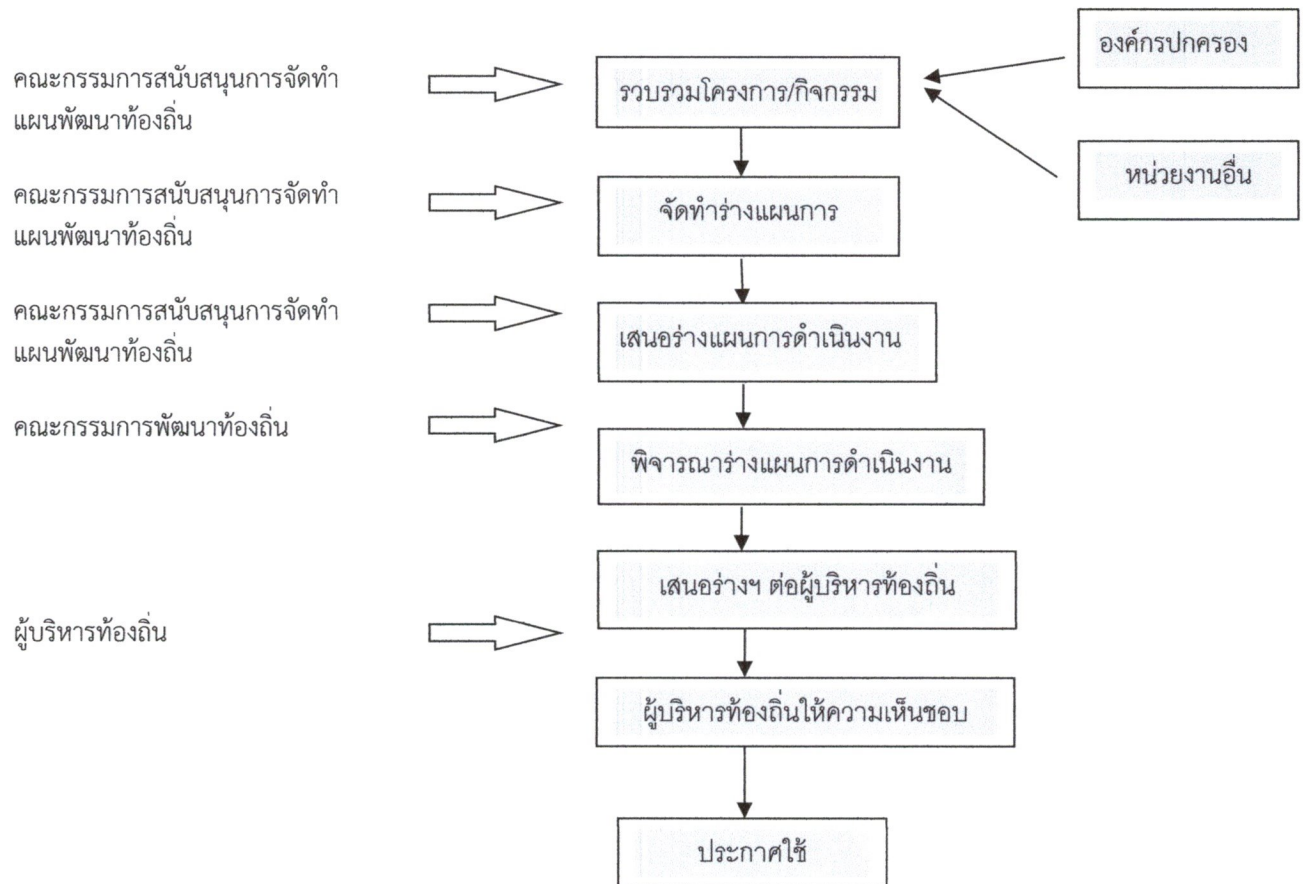 องค์กรปกครอง
คณะกรรมการสนับสนุนการจัดทำ
แผนพัฒนาท้องถิ่น
รวบรวมโครงการ/กิจกรรม
หน่วยงานอื่น
คณะกรรมการสนับสนุนการจัดทำ
แผนพัฒนาท้องถิ่น
จัดทำร่างแผนการ
คณะกรรมการสนับสนุนการจัดทำ
แผนพัฒนาท้องถิ่น
เสนอร่างแผนการดำเนินงาน
คณะกรรมการพัฒนาท้องถิ่น
พิจารณาร่างแผนการดำเนินงาน
เสนอร่างฯ ต่อผู้บริหารท้องถิ่น
ผู้บริหารท้องถิ่น
ผู้บริหารท้องถิ่นให้ความเห็นชอบ
ประกาศใช้